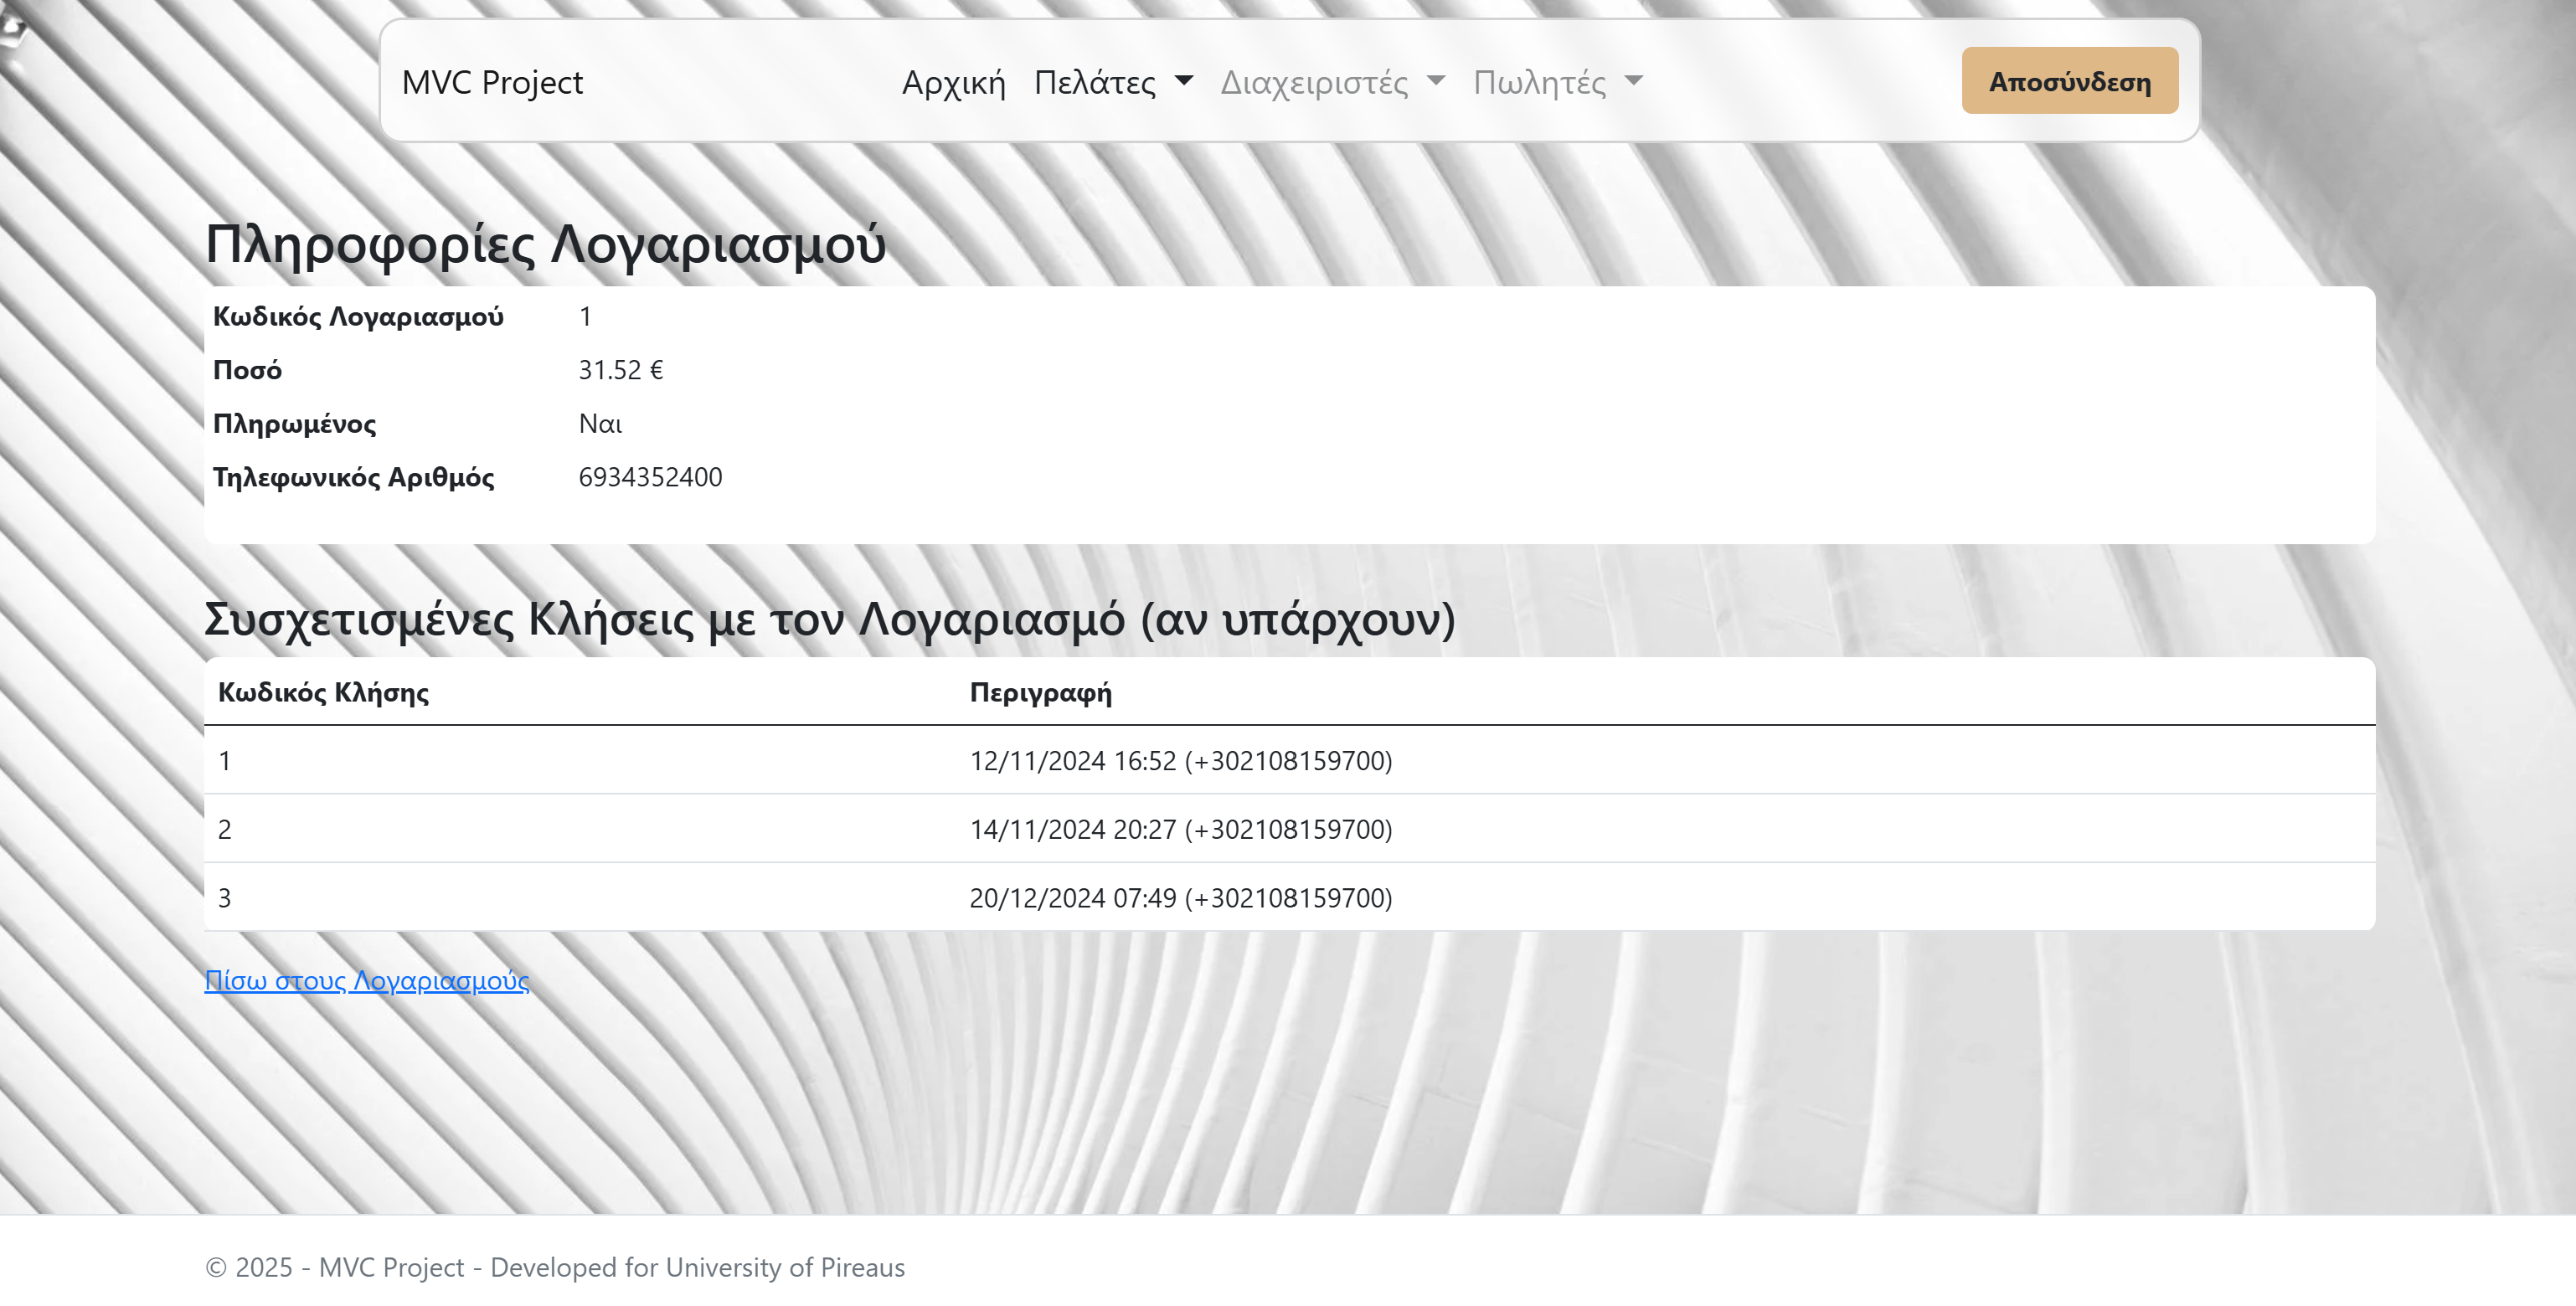 MVC Project Αρχική Πελάτες Διαχειριστές Πωλητές Αποσύνδεση
Πληροφορίες Λογαριασμού
Κωδικός Λογαριασμού 1
Ποσό 31.52 €
Πληρωμένος Ναι
Τηλεφωνικός Αριθμός 6934352400
Συσχετισμένες Κλήσεις με τον Λογαριασμό (αν υπάρχουν)
Κωδικός Κλήσης Περιγραφή
1 12/11/2024 16:52 (+302108159700)
2 14/11/2024 20:27 (+302108159700)
3 20/12/2024 07:49 (+302108159700)
Πίσω στους Λογαριασμούς
© 2025 - MVC Project - Developed for University of Pireaus